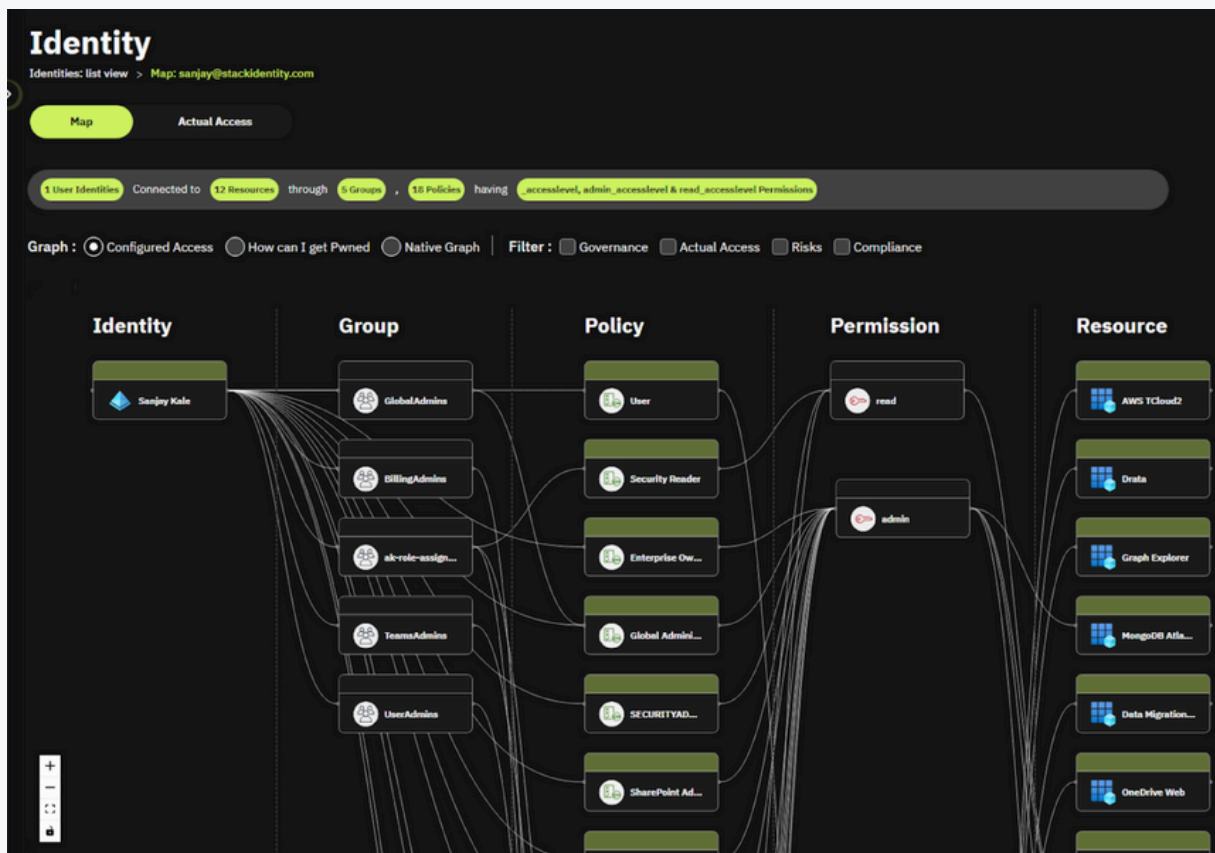 Identity
Identities: list view > Map: sanjay@stackidentity.com
Map Actual Access
1 User Identities Connected to 12 Resources through 5 Groups , 18 Policies having _accesslevel, admin_accesslevel & read_accesslevel Permissions
Graph : Configured Access How can I get Pwned Native Graph Filter : Governance Actual Access Risks Compliance
Identity Group Policy Permission Resource
Sanjay Kale GlobalAdmins User read AWS TCloud2
BillingAdmins Security Reader Drata
admin
ak-role-assign... Enterprise Ow... Graph Explorer
TeamsAdmins Global Admini... MongoDB Atla...
UserAdmins SECURITYAD... Data Migration...
SharePoint Ad... OneDrive Web